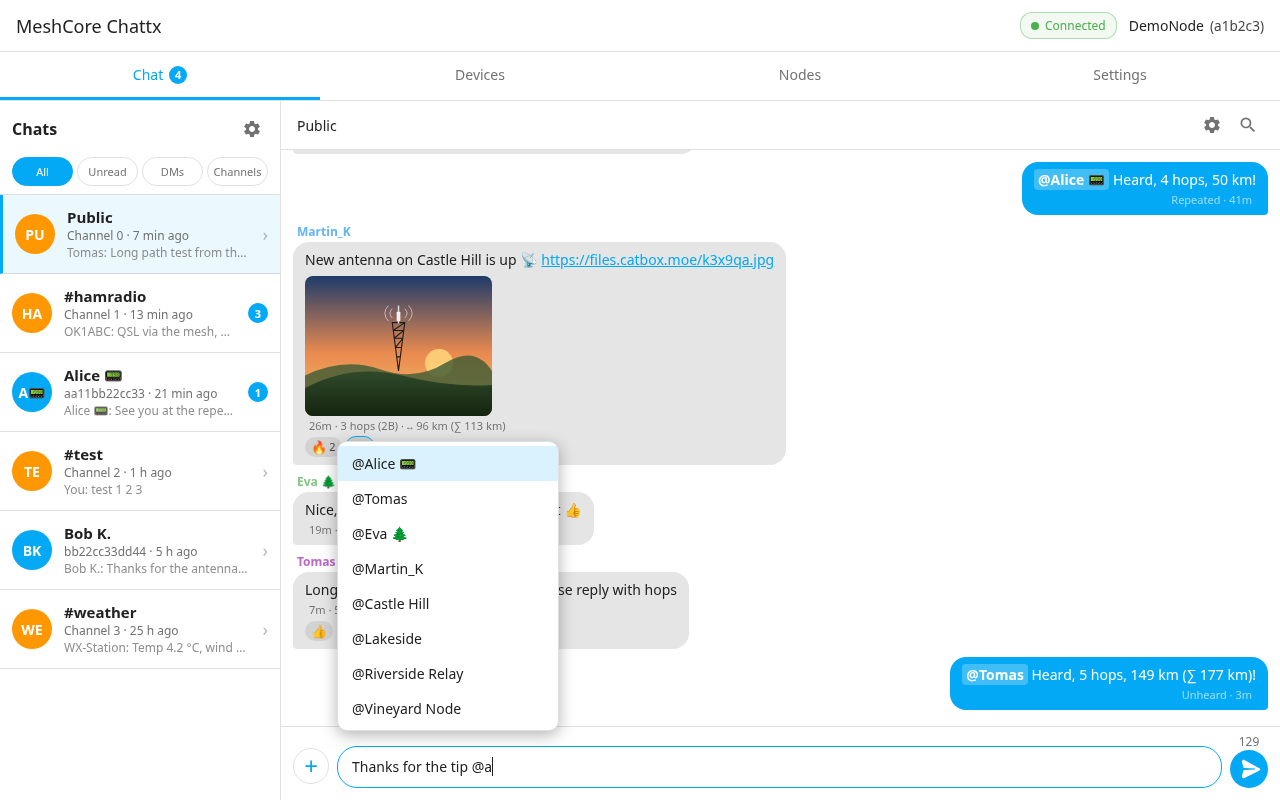 MeshCore Chattx
Connected
DemoNode (a1b2c3)
Chat 4
Devices
Nodes
Settings
Chats
All
Unread
DMs
Channels
PU
Public
Channel 0 · 7 min ago
Tomas: Long path test from th...
HA
#hamradio
Channel 1 · 13 min ago
OK1ABC: QSL via the mesh, ...
3
A📟
Alice 📟
aa11bb22cc33 · 21 min ago
Alice 📟: See you at the repe...
1
TE
#test
Channel 2 · 1 h ago
You: test 1 2 3
BK
Bob K.
bb22cc33dd44 · 5 h ago
Bob K.: Thanks for the antenna...
WE
#weather
Channel 3 · 25 h ago
WX-Station: Temp 4.2 °C, wind ...
Public
@Alice 📟 Heard, 4 hops, 50 km!
Repeated · 41m
Martin_K
New antenna on Castle Hill is up 📡 https://files.catbox.moe/k3x9qa.jpg
26m · 3 hops (2B) · ↔ 96 km (∑ 113 km)
🔥 2
Eva 🌲
Nice, 👍
19m ·
Tomas
Long se reply with hops
7m ·
👍
@Tomas Heard, 5 hops, 149 km (∑ 177 km)!
Unheard · 3m
@Alice 📟
@Tomas
@Eva 🌲
@Martin_K
@Castle Hill
@Lakeside
@Riverside Relay
@Vineyard Node
+
Thanks for the tip @a
129